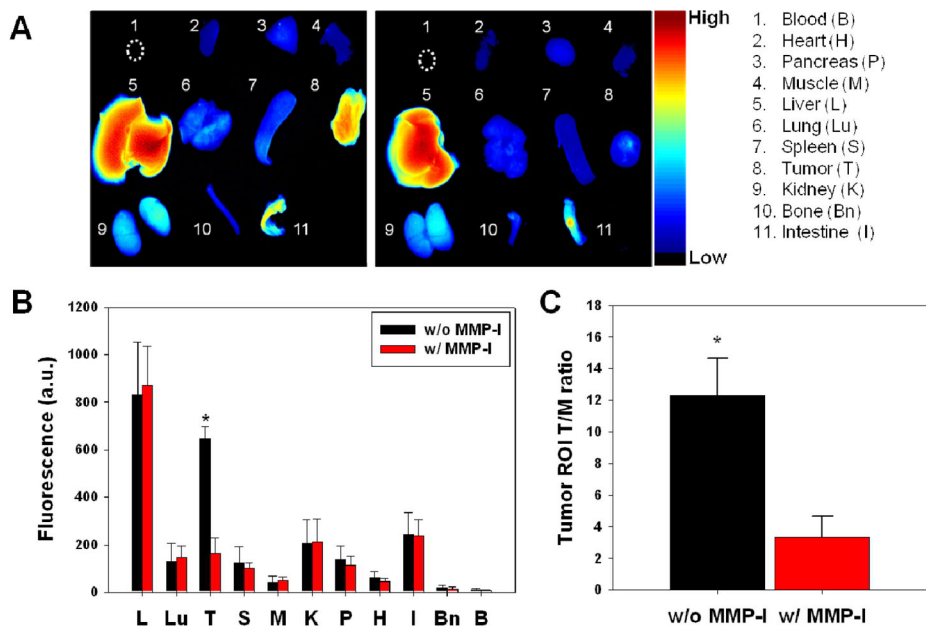 A
1 2 3 4
5 6 7 8
9 10 11
1 2 3 4
5 6 7 8
9 10 11
High
Low
1. Blood (B)
2. Heart (H)
3. Pancreas (P)
4. Muscle (M)
5. Liver (L)
6. Lung (Lu)
7. Spleen (S)
8. Tumor (T)
9. Kidney (K)
10. Bone (Bn)
11. Intestine (I)
B
Fluorescence (a.u.)
1200
1000
800
600
400
200
0
w/o MMP-I
w/ MMP-I
*
L Lu T S M K P H I Bn B
C
Tumor ROI T/M ratio
18
16
14
12
10
8
6
4
2
0
*
w/o MMP-I w/ MMP-I